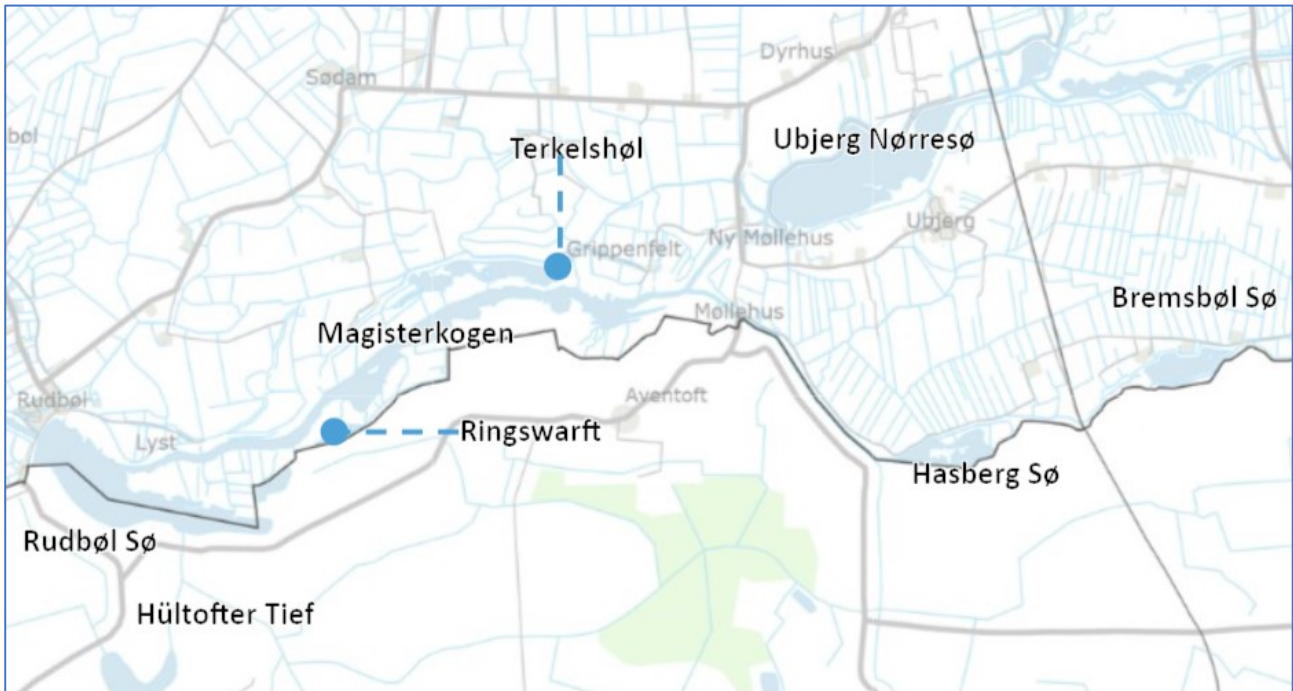 Dyrhus
Sødam
bøl
Terkelshøl
Ubjerg Nørresø
Ubjerg
Grippenfelt
Ny Møllehus
Bremsbøl Sø
Møllehus
Magisterkogen
Rudbøl
Aventoft
Lyst
Ringswarft
Hasberg Sø
Rudbøl Sø
Hültofter Tief